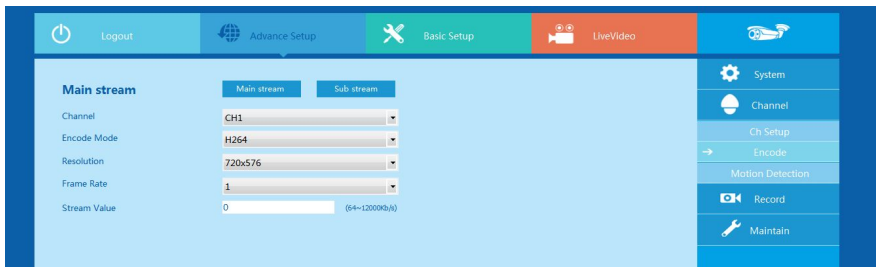 Logout
Advance Setup
Basic Setup
LiveVideo
Main stream
Main stream
Sub stream
Channel
CH1
Encode Mode
H264
Resolution
720x576
Frame Rate
1
Stream Value
0
(64~12000Kb/s)
System
Channel
Ch Setup
Encode
Motion Detection
Record
Maintain